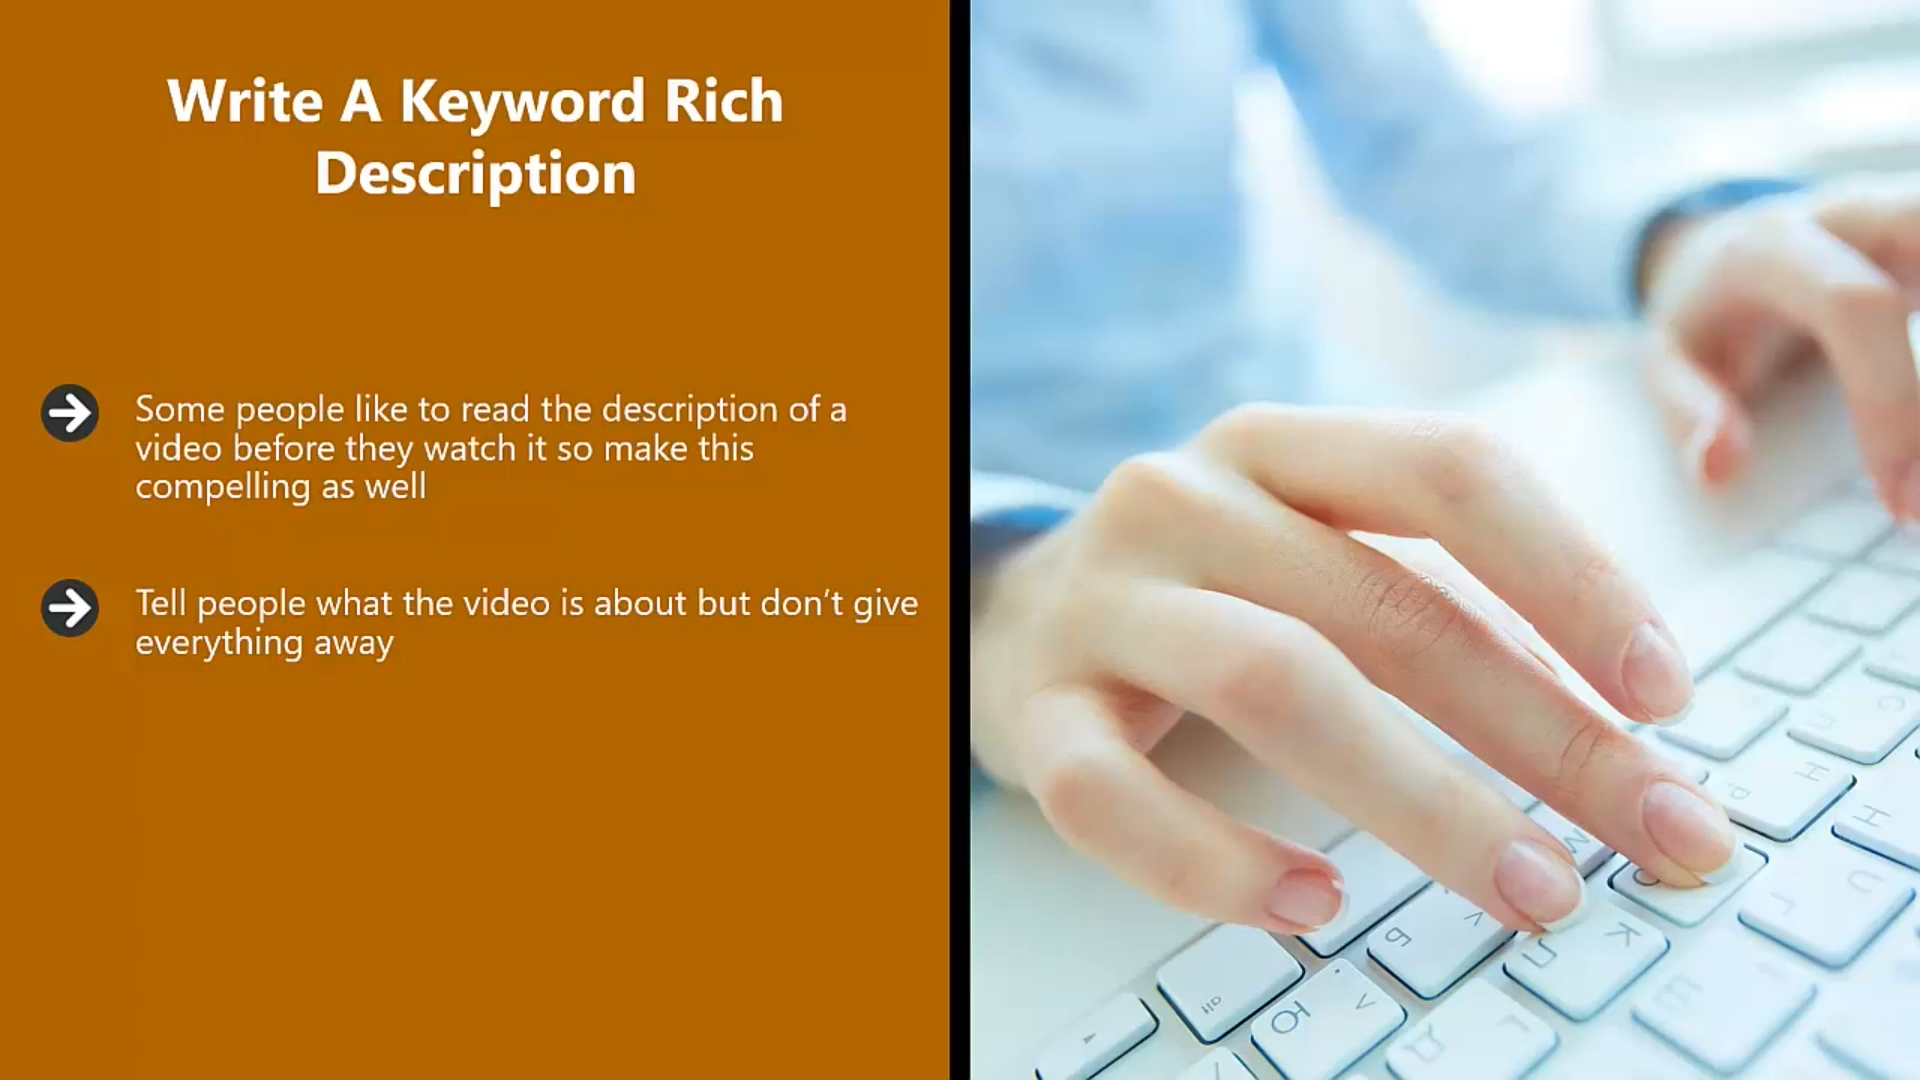 Write A Keyword Rich
Description
Some people like to read the description of a
video before they watch it so make this
compelling as well
Tell people what the video is about but don’t give
everything away
alt
Ю
Б
Л
K
Р
H